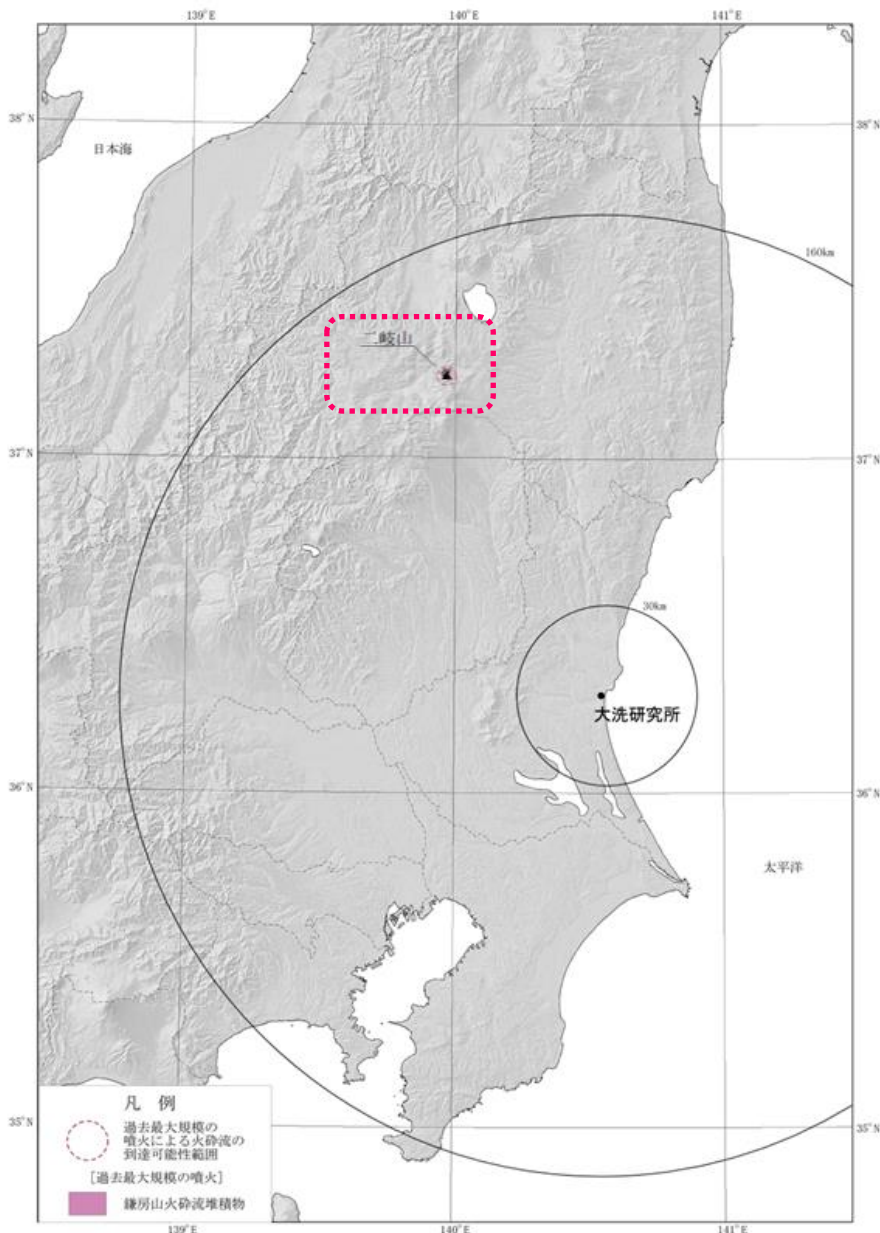 139°E
140°E
141°E
38°N
38°N
日本海
160km
二岐山
37°N
37°N
30km
大洗研究所
36°N
36°N
太平洋
35°N
35°N
凡 例
過去最大規模の
噴火による火砕流の
到達可能性範囲
[過去最大規模の噴火]
鎌房山火砕流堆積物
139°E
140°E
141°E